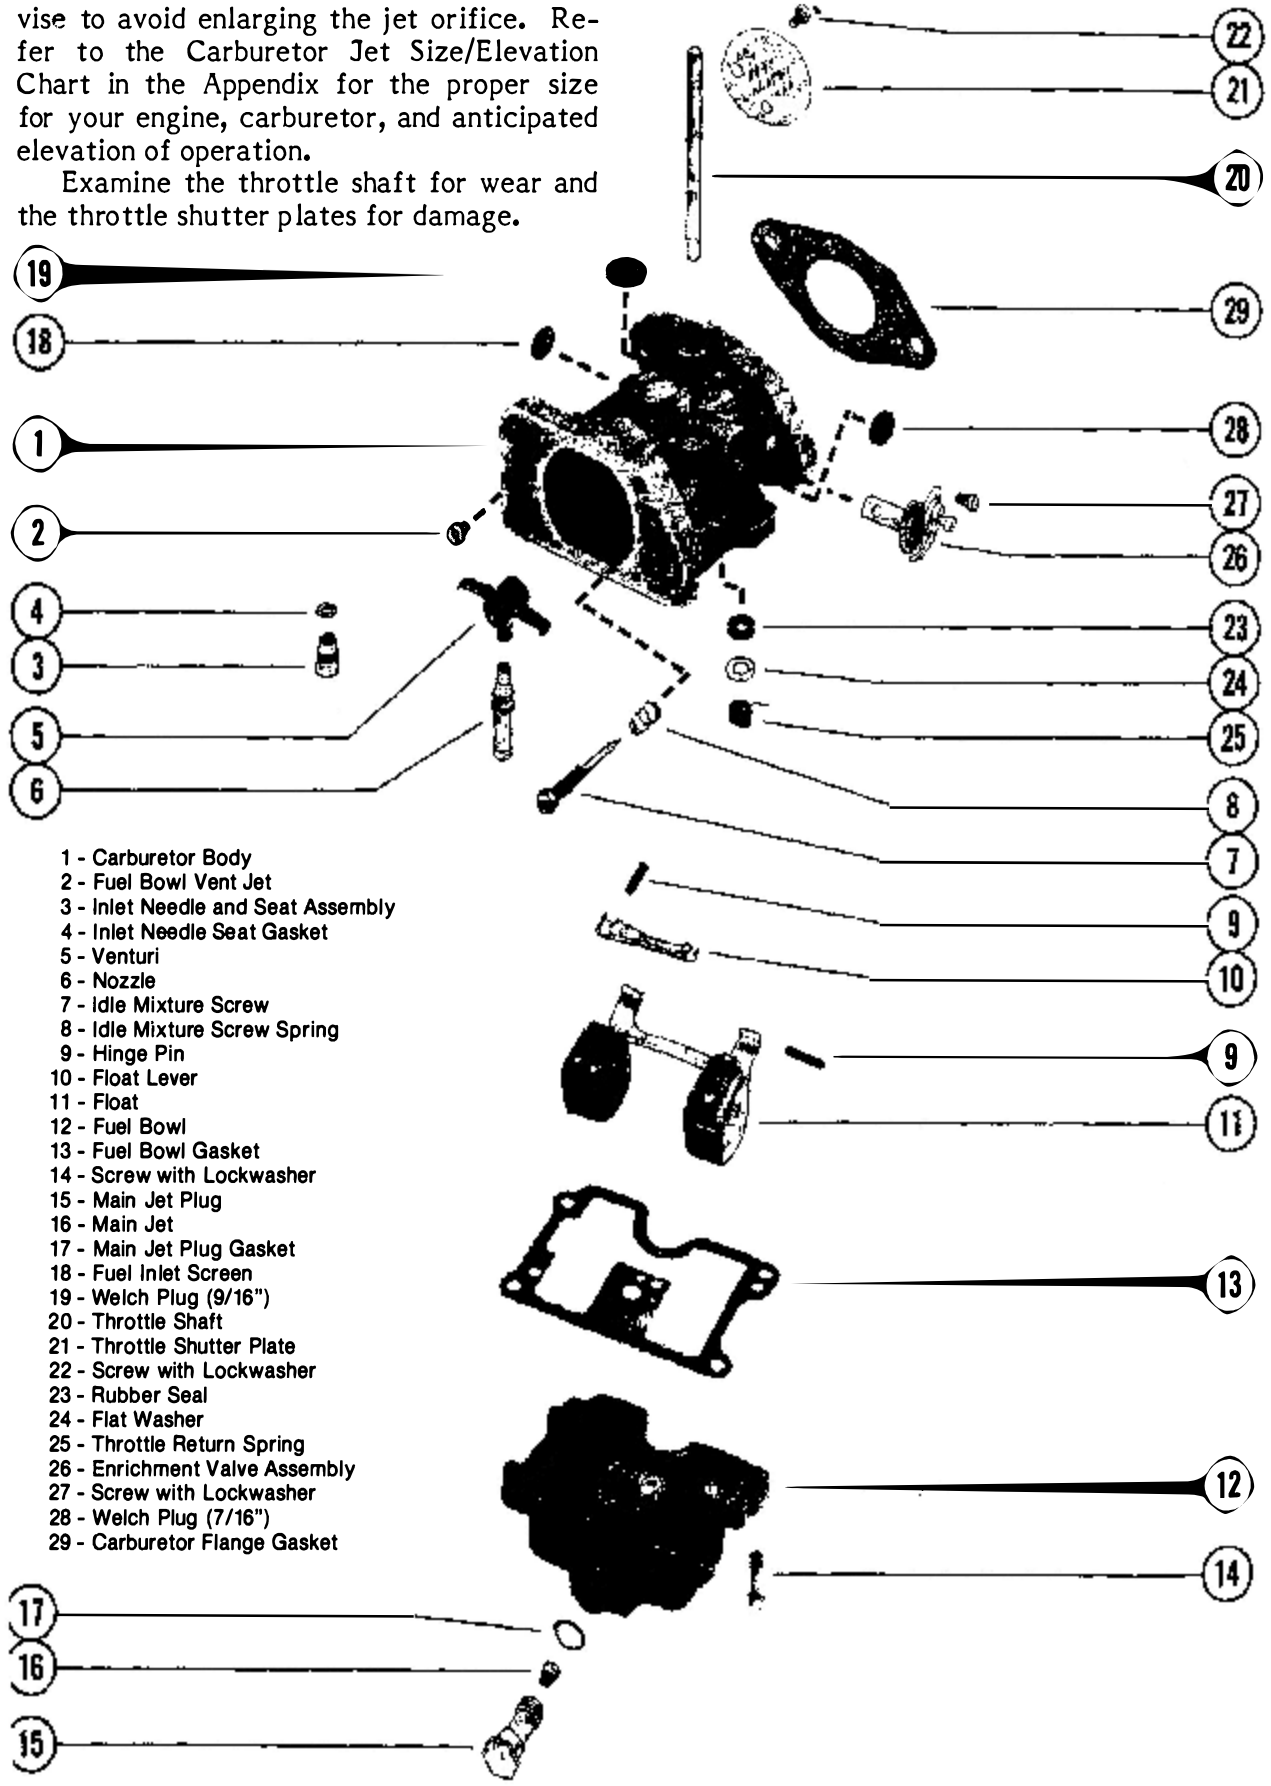 vise to avoid enlarging the jet orifice. Re-
fer to the Carburetor Jet Size/Elevation
Chart in the Appendix for the proper size
for your engine, carburetor, and anticipated
elevation of operation.
Examine the throttle shaft for wear and
the throttle shutter plates for damage.
22
21
20
19
29
18
1
28
2
27
26
4
23
3
24
5
25
6
8
7
9
10
9
11
1 - Carburetor Body
2 - Fuel Bowl Vent Jet
3 - Inlet Needle and Seat Assembly
4 - Inlet Needle Seat Gasket
5 - Venturi
6 - Nozzle
7 - Idle Mixture Screw
8 - Idle Mixture Screw Spring
9 - Hinge Pin
10 - Float Lever
11 - Float
12 - Fuel Bowl
13 - Fuel Bowl Gasket
14 - Screw with Lockwasher
15 - Main Jet Plug
16 - Main Jet
17 - Main Jet Plug Gasket
18 - Fuel Inlet Screen
19 - Welch Plug (9/16")
20 - Throttle Shaft
21 - Throttle Shutter Plate
22 - Screw with Lockwasher
23 - Rubber Seal
24 - Flat Washer
25 - Throttle Return Spring
26 - Enrichment Valve Assembly
27 - Screw with Lockwasher
28 - Welch Plug (7/16")
29 - Carburetor Flange Gasket
13
12
14
17
16
15